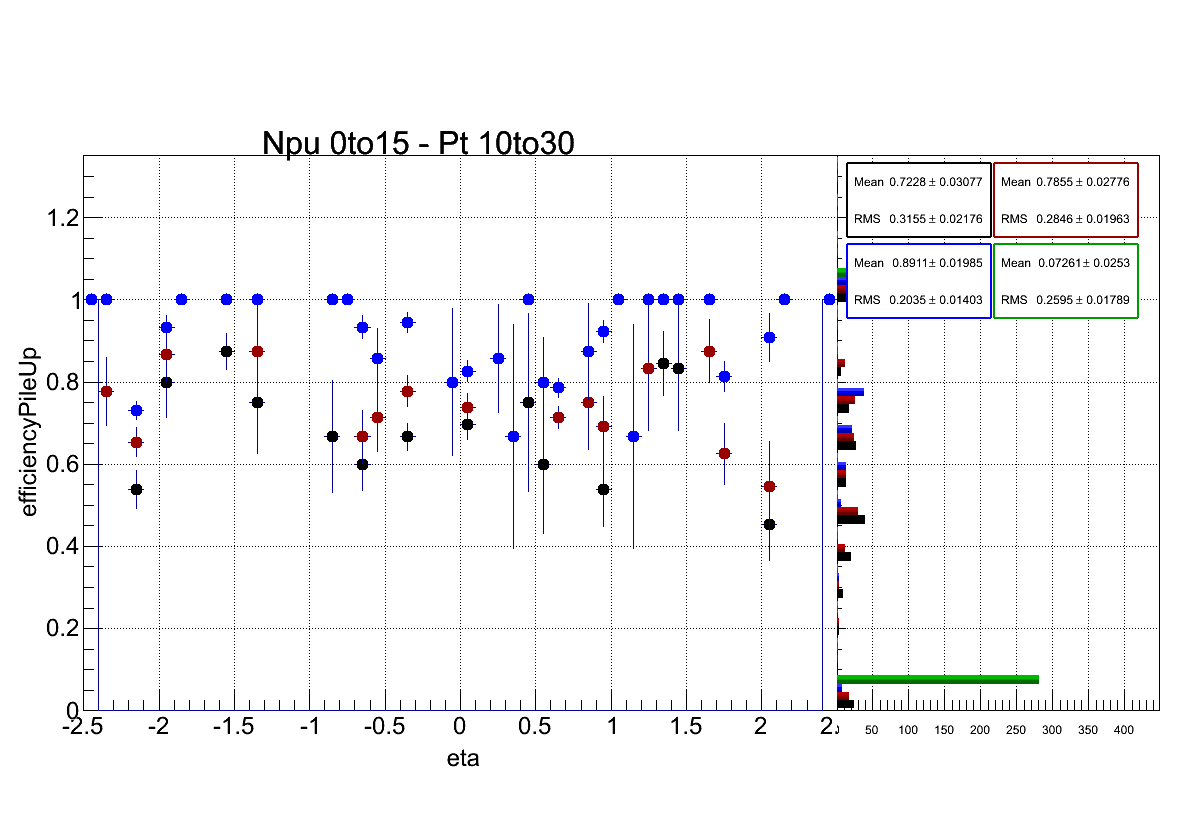 Npu 0to15 - Pt 10to30
efficiencyPileUp
1.2
1
0.8
0.6
0.4
0.2
0
-2.5 -2 -1.5 -1 -0.5 0 0.5 1 1.5 2 2.
eta
Mean 0.7228 ± 0.03077
RMS 0.3155 ± 0.02176
Mean 0.7855 ± 0.02776
RMS 0.2846 ± 0.01963
Mean 0.8911 ± 0.01985
RMS 0.2035 ± 0.01403
Mean 0.07261 ± 0.0253
RMS 0.2595 ± 0.01789
50 100 150 200 250 300 350 400